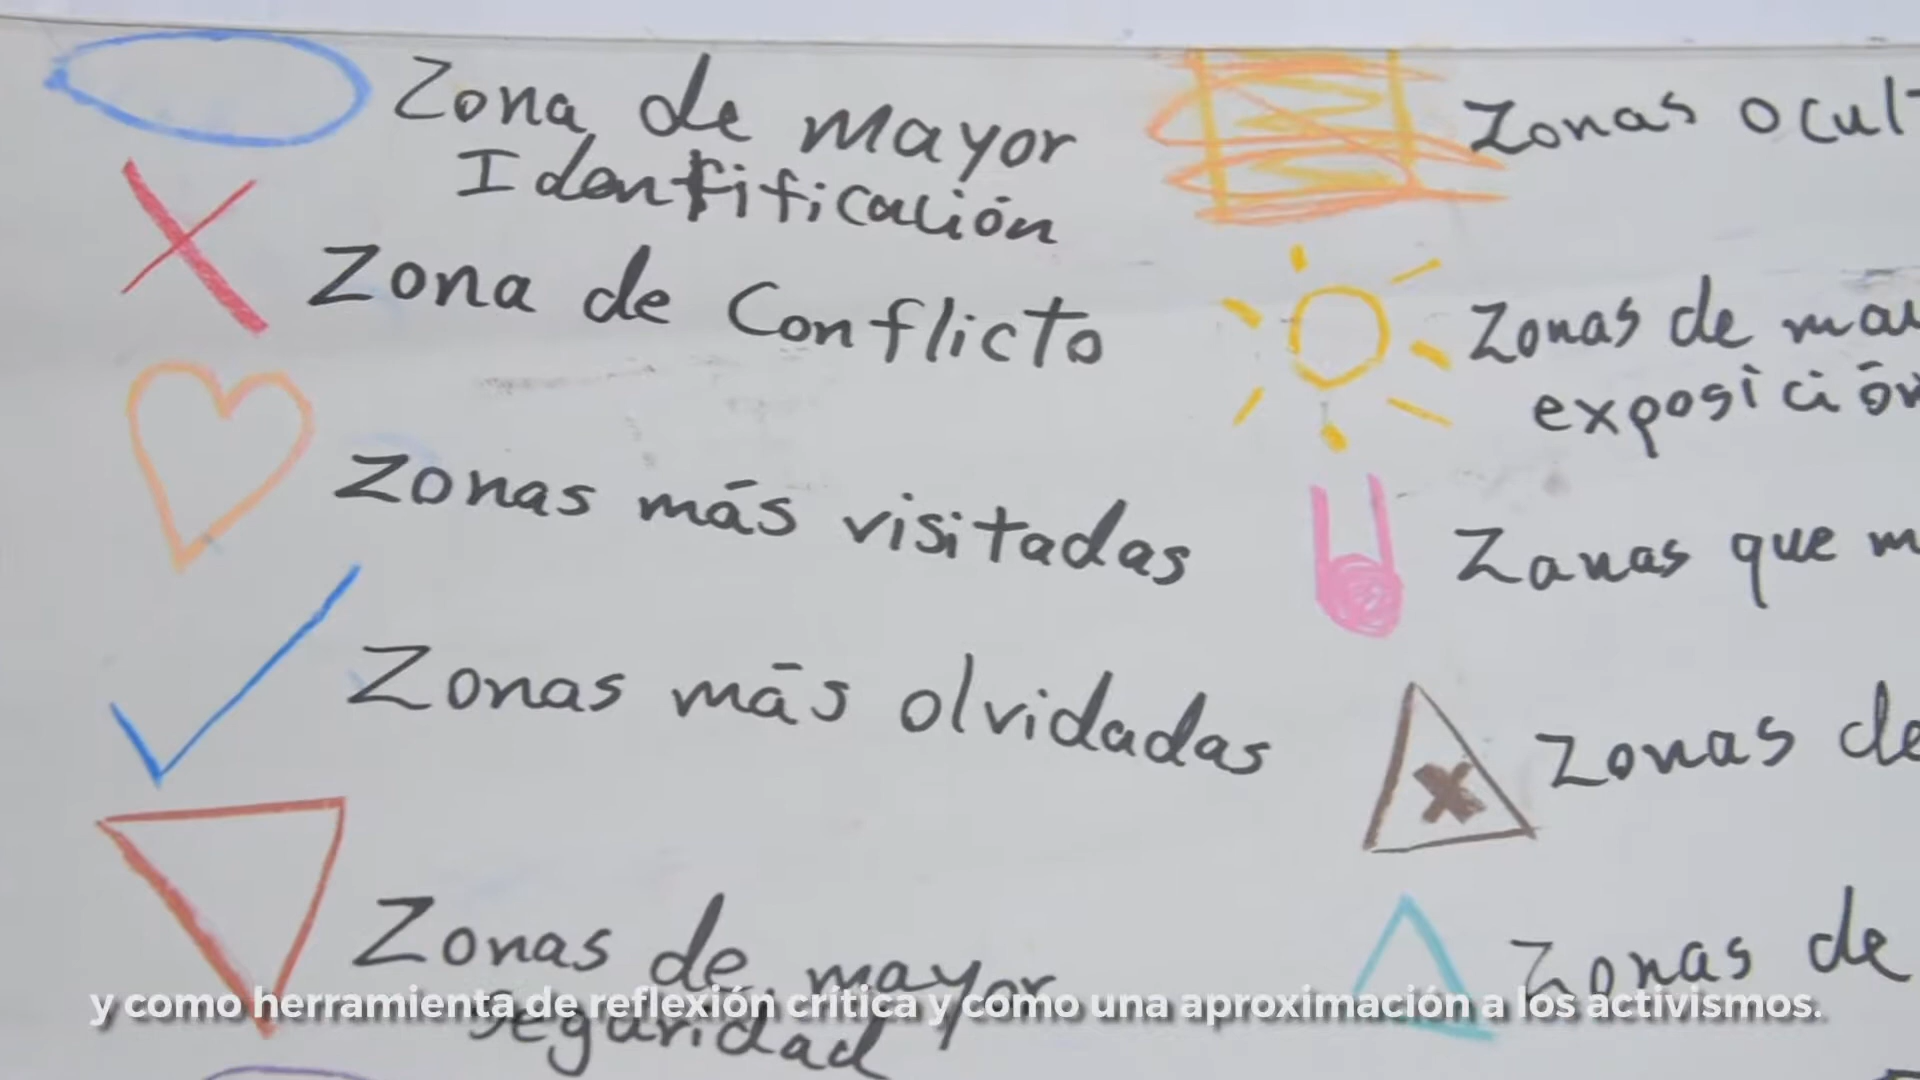 Zona de mayor
Identificación
Zona de Conflicto
Zonas más visitadas
Zonas más olvidadas
Zonas de mayor
seguridad
Zonas ocult
Zonas de
exposición
Zonas que
Zonas de
Zonas de
y como herramienta de reflexión crítica y como una aproximación a los activismos.